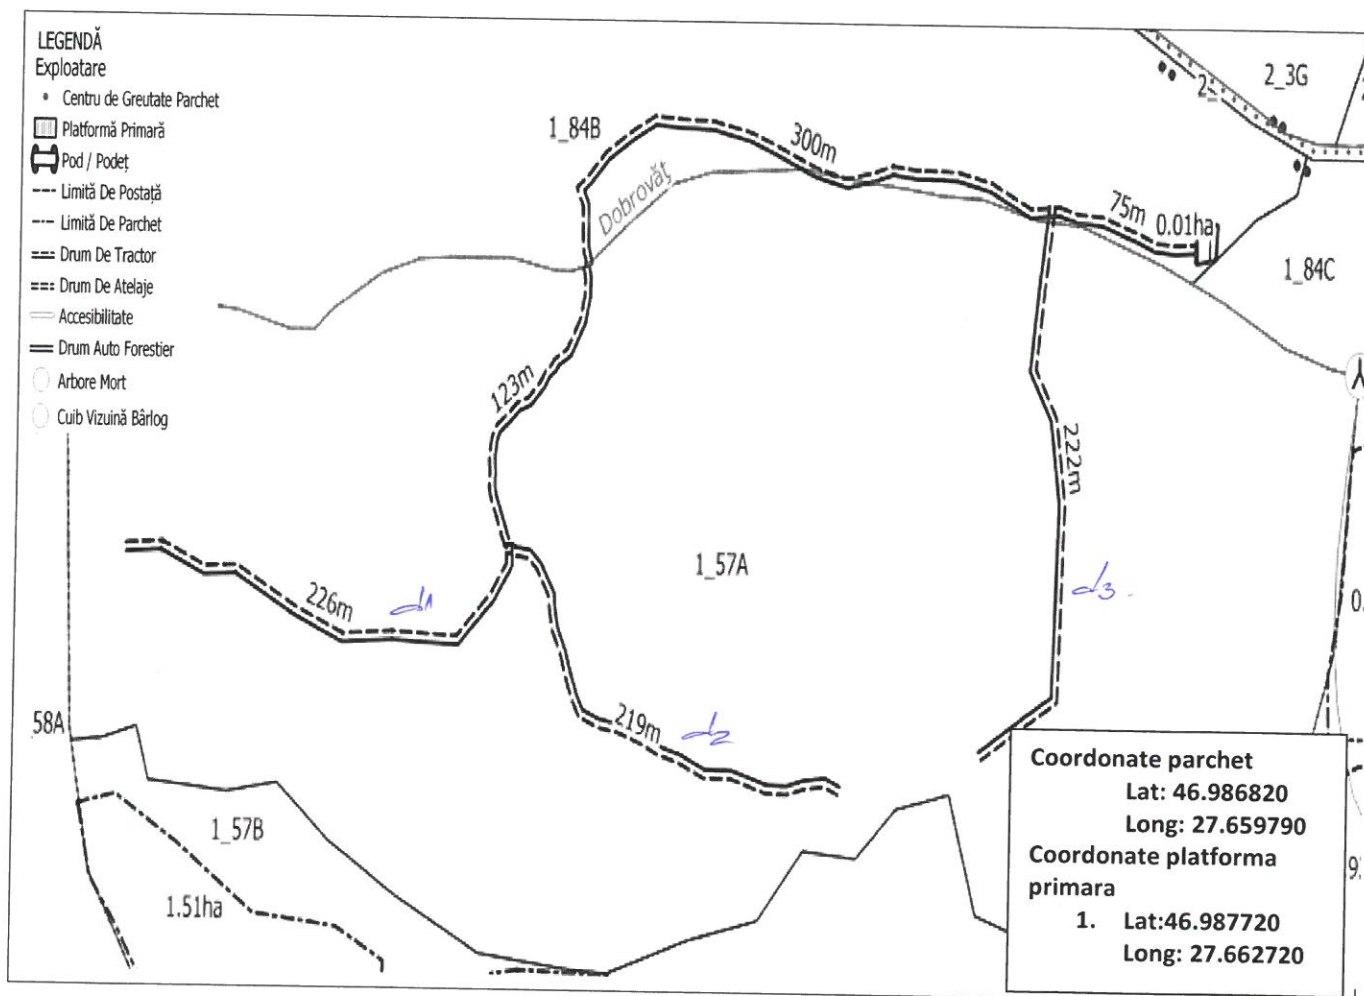 LEGENDĂ
Exploatare
Centru de Greutate Parchet
Platformă Primară
Pod / Podeț
Limită De Postață
Limită De Parchet
Drum De Tractor
Drum De Atelaje
Accesibilitate
Drum Auto Forestier
Arbore Mort
Cuib Vizuină Bârlog
1_84B
300m
2_3G
2_
Dobrovăț
75m
0.01ha
1_84C
123m
222m
1_57A
226m
d1
d3.
219m
d2
58A
1_57B
1.51ha
0.
9
Coordonate parchet
Lat: 46.986820
Long: 27.659790
Coordonate platforma
primara
1. Lat:46.987720
Long: 27.662720